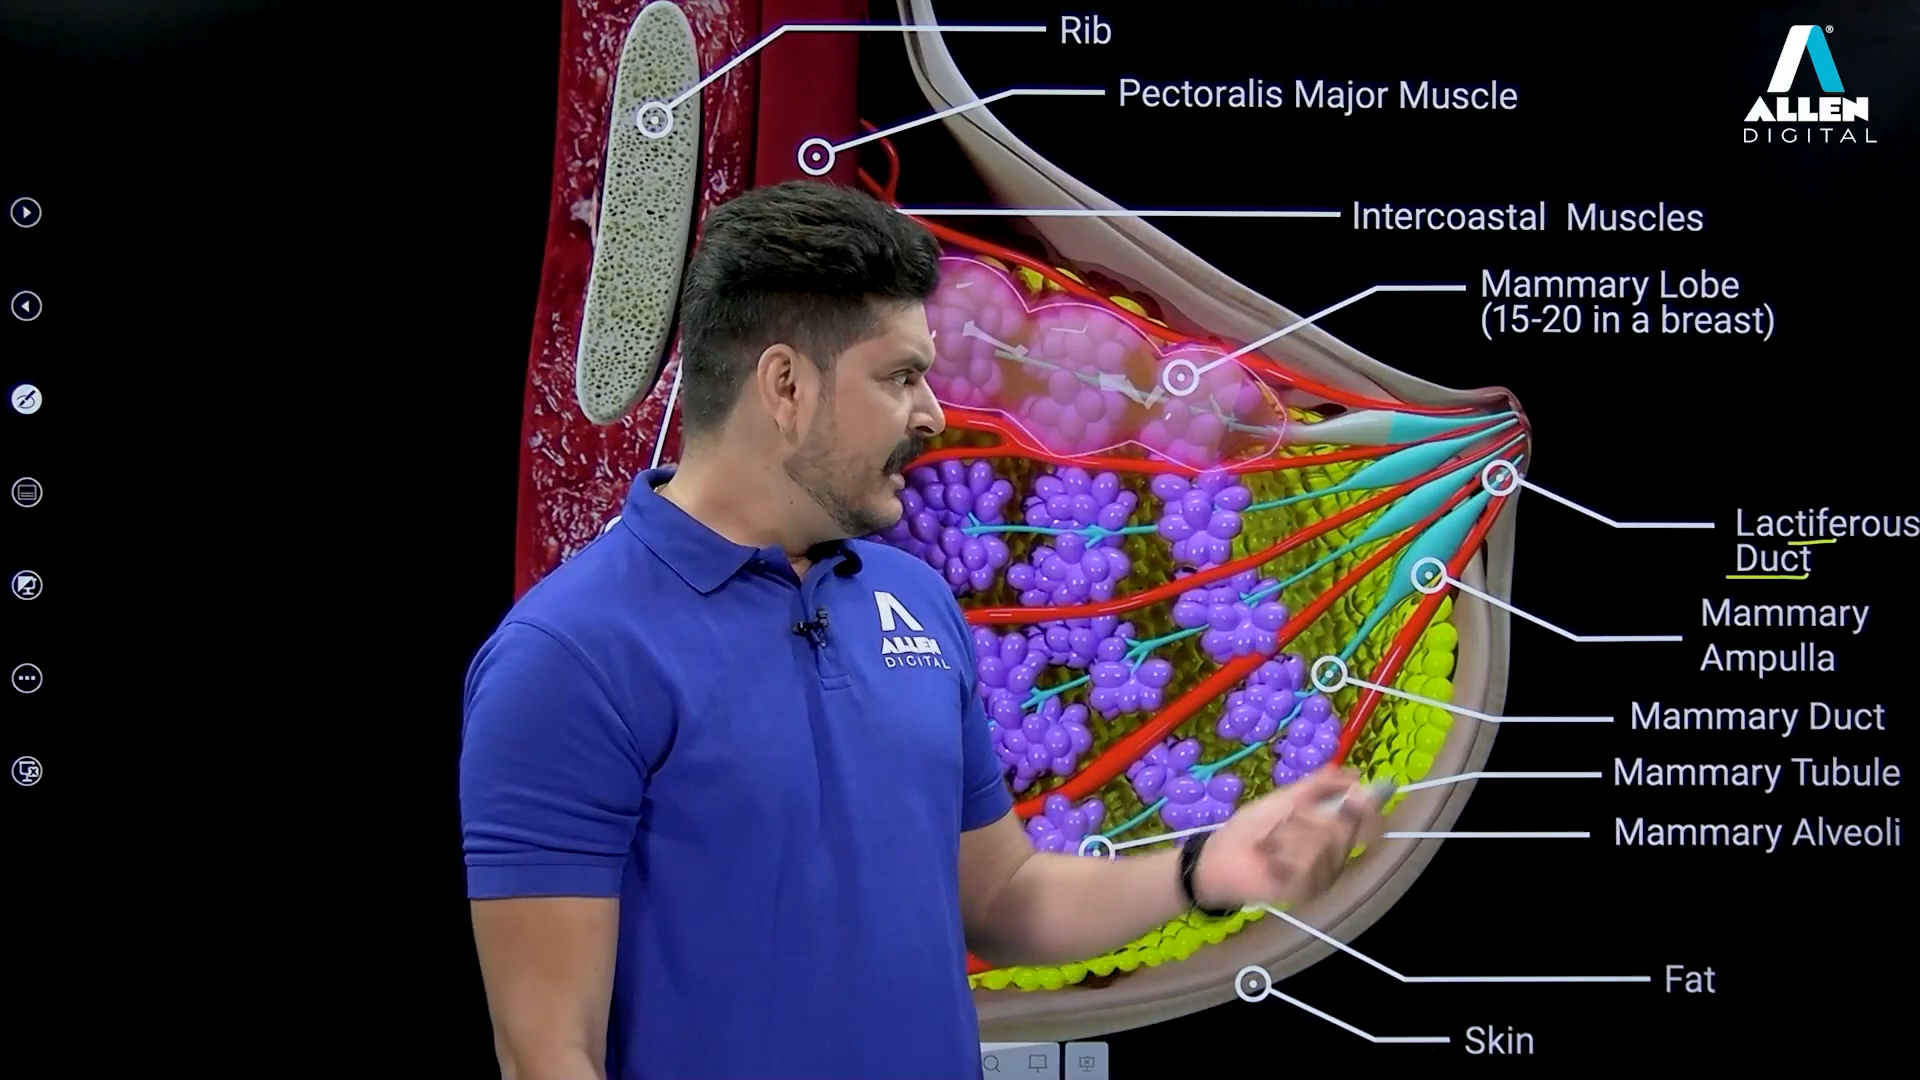 Rib
Pectoralis Major Muscle
Intercoastal Muscles
Mammary Lobe
(15-20 in a breast)
Lactiferous
Duct
Mammary
Ampulla
Mammary Duct
Mammary Tubule
Mammary Alveoli
Fat
Skin
ALLEN
DIGITAL
ALLEN
DIGITAL